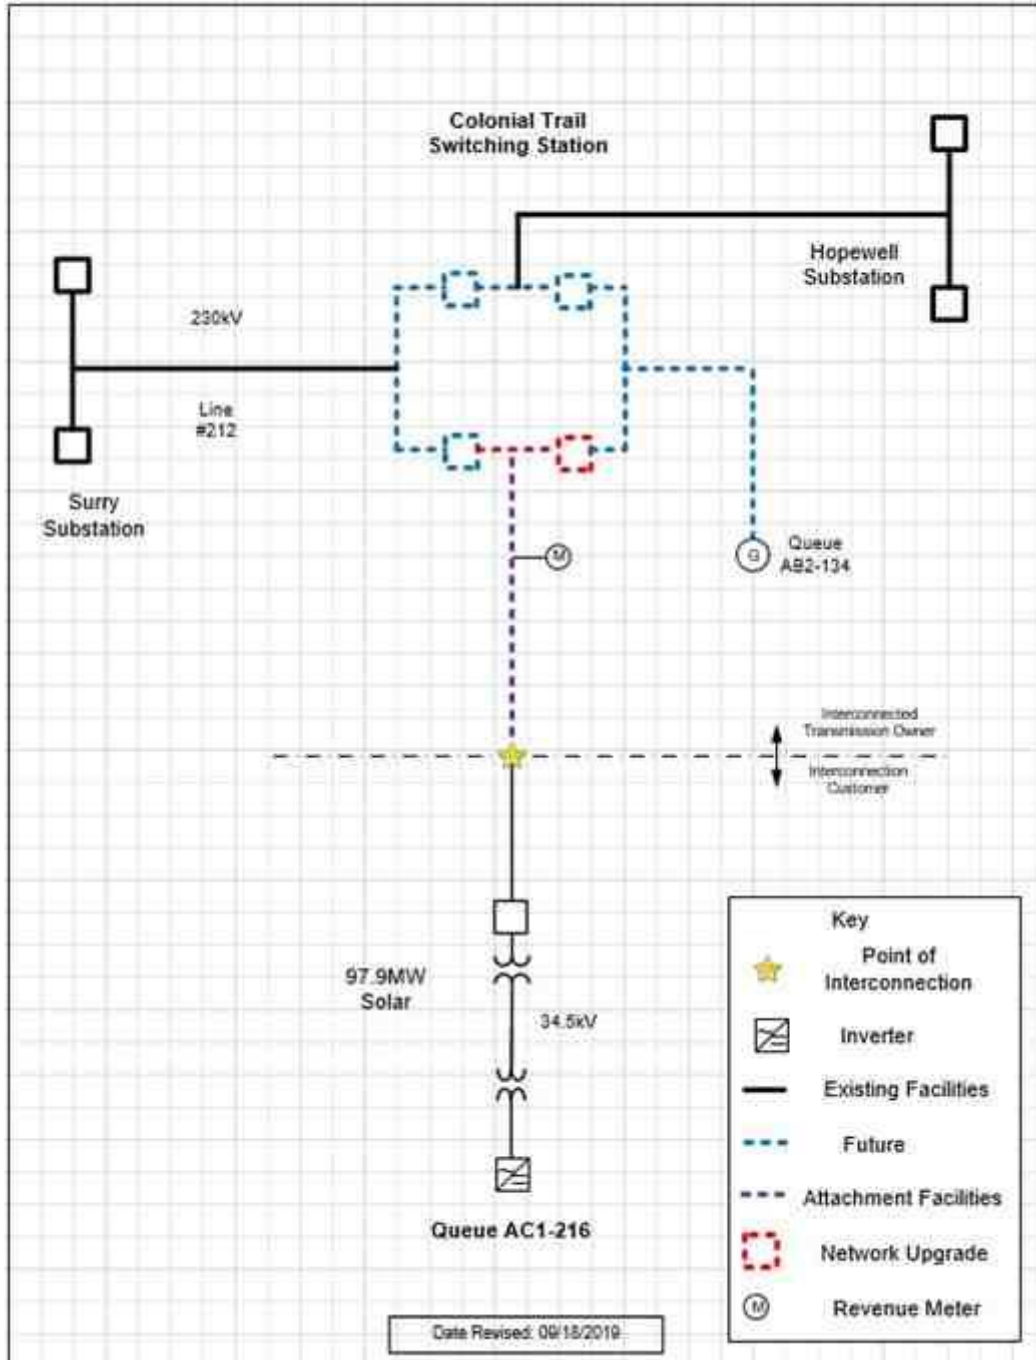 Colonial Trail
Switching Station
Hopewell
Substation
230kV
Line
#212
Surry
Substation
M
G
Queue
AB2-134
Interconnected
Transmission Owner
Interconnection
Customer
97.9MW
Solar
34.5kV
Queue AC1-216
Key
Point of
Interconnection
Inverter
Existing Facilities
Future
Attachment Facilities
Network Upgrade
M
Revenue Meter
Date Revised: 09/18/2019